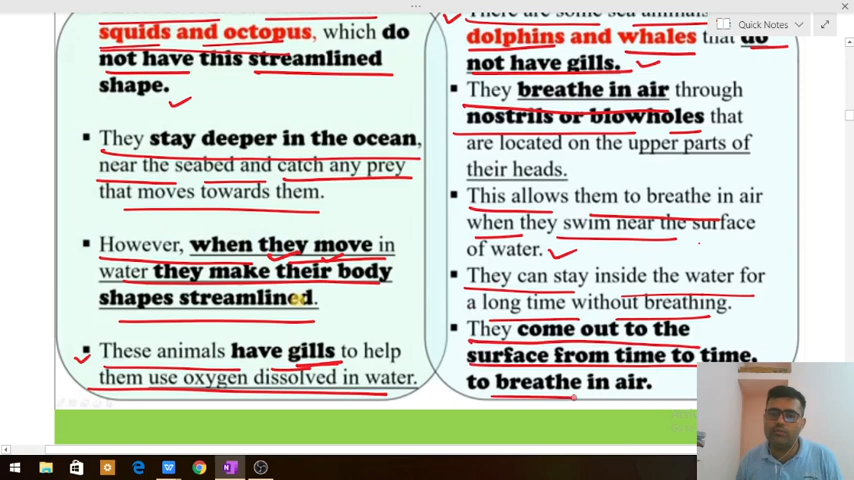 Quick Notes
squids and octopus, which do
not have this streamlined
shape.
▪ They stay deeper in the ocean,
near the seabed and catch any prey
that moves towards them.
▪ However, when they move in
water they make their body
shapes streamlined.
▪ These animals have gills to help
them use oxygen dissolved in water.
There are some sea animals
dolphins and whales that do
not have gills.
▪ They breathe in air through
nostrils or blowholes that
are located on the upper parts of
their heads.
▪ This allows them to breathe in air
when they swim near the surface
of water.
▪ They can stay inside the water for
a long time without breathing.
▪ They come out to the
surface from time to time,
to breathe in air.